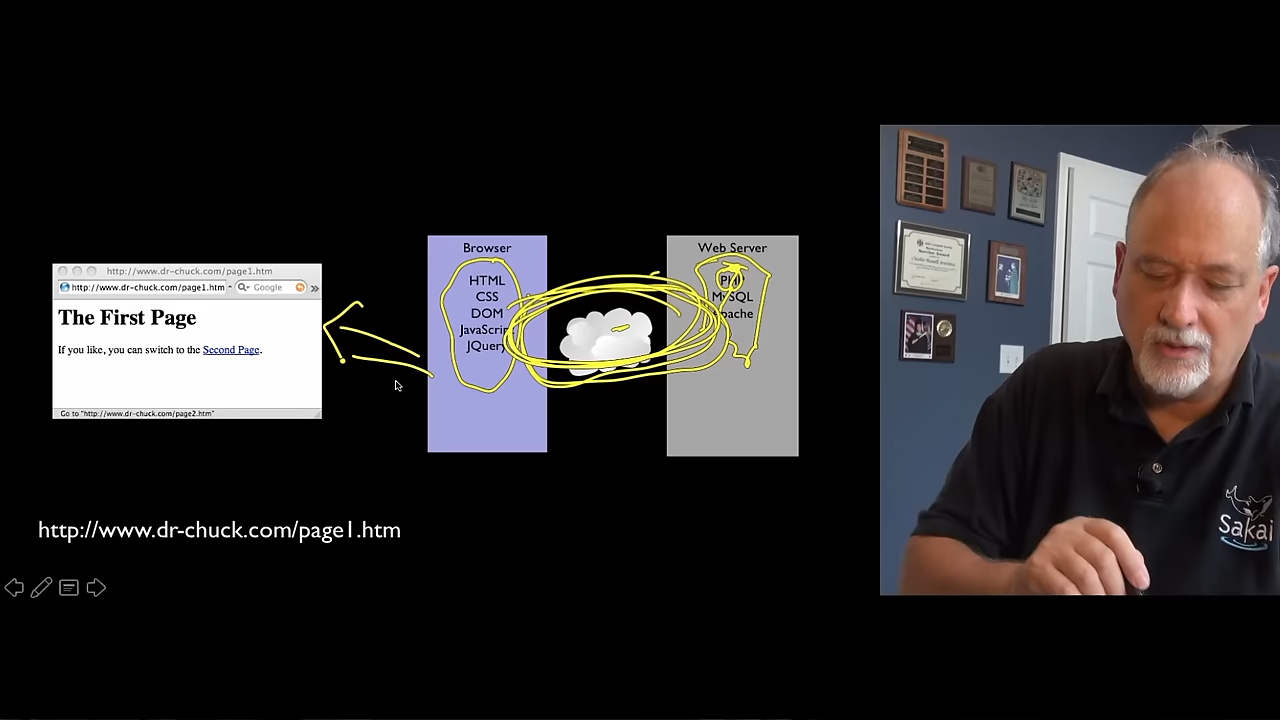 http://www.dr-chuck.com/page1.htm
http://www.dr-chuck.com/page1.htm
Google
The First Page
If you like, you can switch to the Second Page.
Go to "http://www.dr-chuck.com/page2.htm"
Browser
HTML
CSS
DOM
JavaScript
JQuery
Web Server
PHP
MySQL
Apache
http://www.dr-chuck.com/page1.htm
Sakai